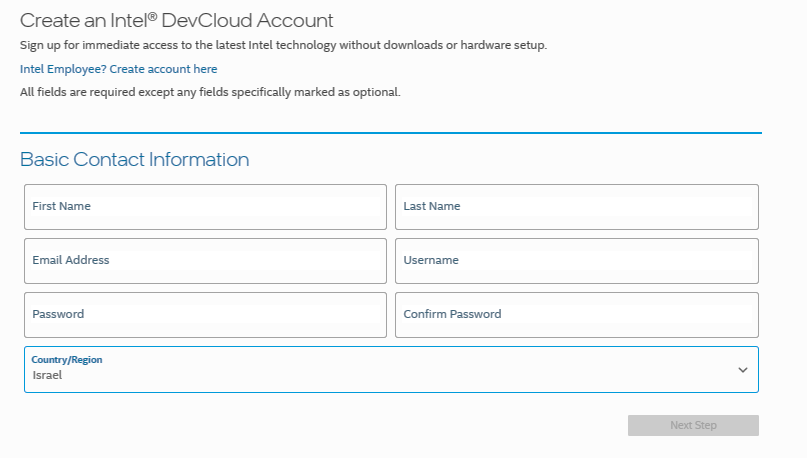 Create an Intel® DevCloud Account
Sign up for immediate access to the latest Intel technology without downloads or hardware setup.
Intel Employee? Create account here
All fields are required except any fields specifically marked as optional.
Basic Contact Information
First Name
Last Name
Email Address
Username
Password
Confirm Password
Country/Region
Israel
Next Step